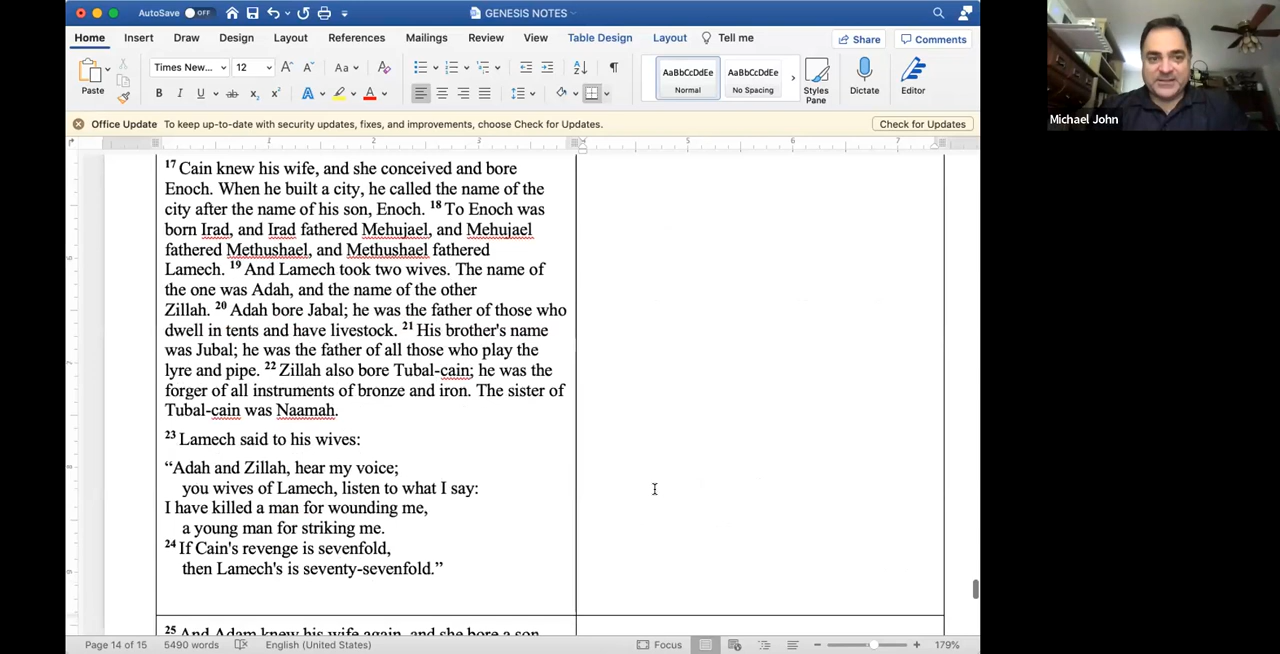 AutoSave OFF
GENESIS NOTES
Home Insert Draw Design Layout References Mailings Review View Table Design Layout Tell me Share Comments
Paste
Times New... 12
AaBbCcDdEe
Normal
AaBbCcDdEe
No Spacing
Styles
Pane
Dictate
Editor
Office Update To keep up-to-date with security updates, fixes, and improvements, choose Check for Updates. Check for Updates
Michael John
17 Cain knew his wife, and she conceived and bore
Enoch. When he built a city, he called the name of the
city after the name of his son, Enoch. 18 To Enoch was
born Irad, and Irad fathered Mehujael, and Mehujael
fathered Methushael, and Methushael fathered
Lamech. 19 And Lamech took two wives. The name of
the one was Adah, and the name of the other
Zillah. 20 Adah bore Jabal; he was the father of those who
dwell in tents and have livestock. 21 His brother's name
was Jubal; he was the father of all those who play the
lyre and pipe. 22 Zillah also bore Tubal-cain; he was the
forger of all instruments of bronze and iron. The sister of
Tubal-cain was Naamah.
23 Lamech said to his wives:
“Adah and Zillah, hear my voice;
you wives of Lamech, listen to what I say:
I have killed a man for wounding me,
a young man for striking me.
24 If Cain's revenge is sevenfold,
then Lamech's is seventy-sevenfold.”
25 And Adam knew his wife again, and she bore a son
Page 14 of 15 5490 words English (United States) Focus 179%